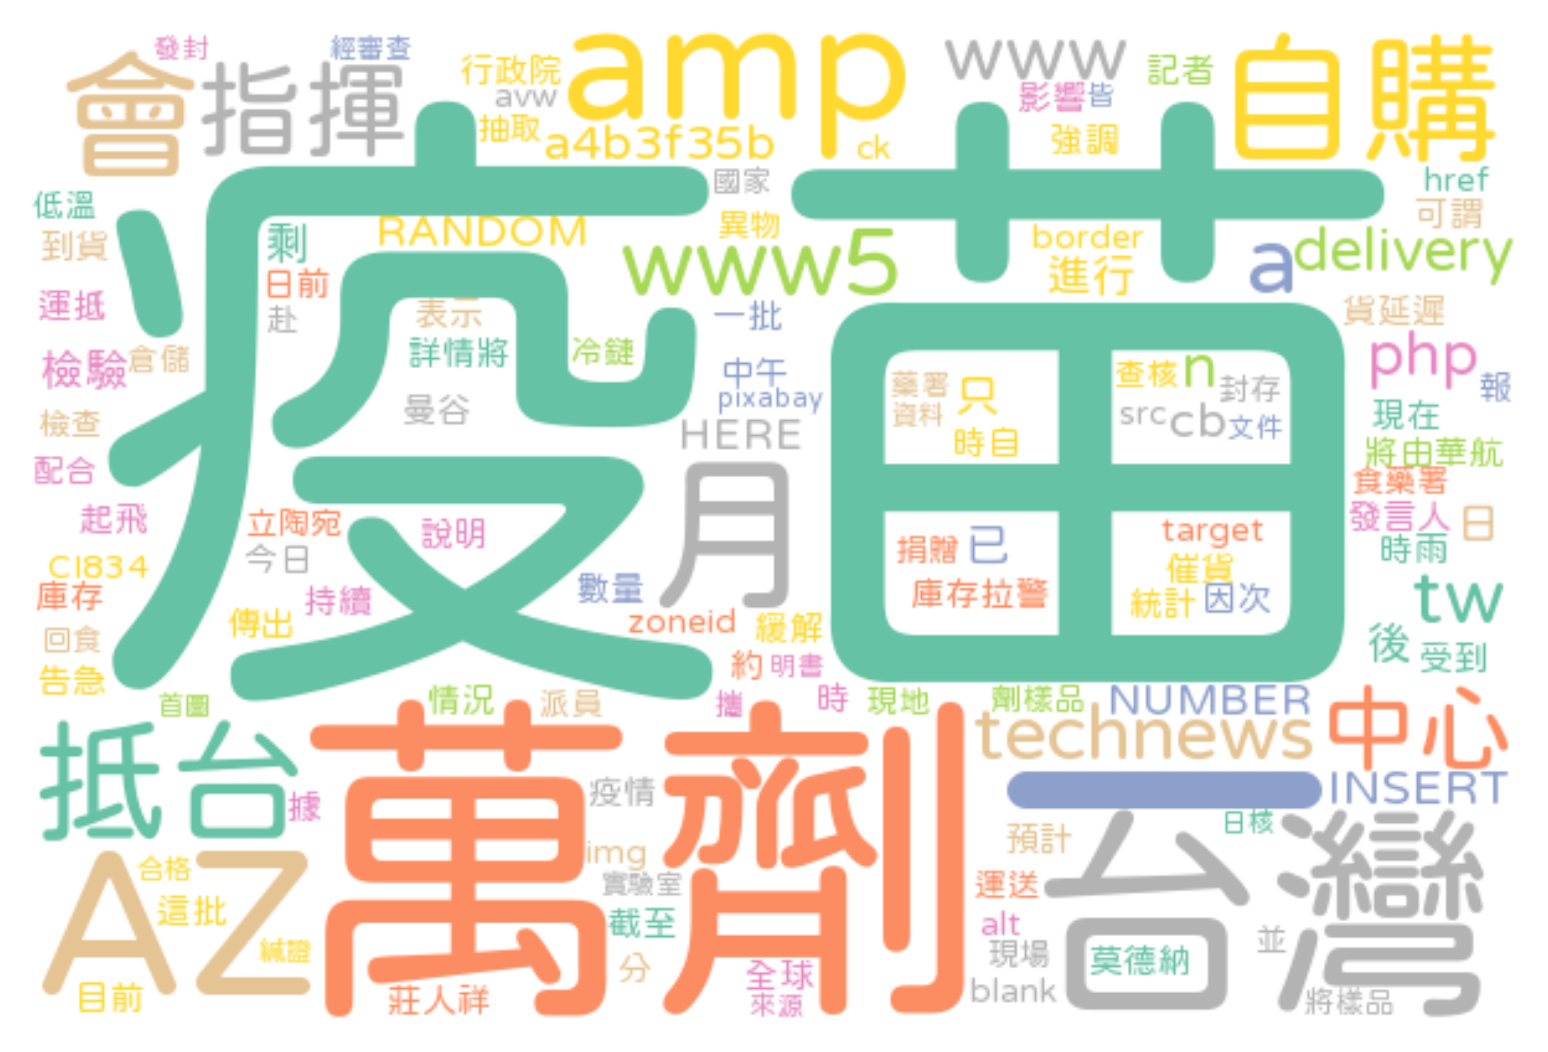 發封
經審查
會
指揮
行政院
avw
抽取
amp
a4b3f35b
ck
www
影響
皆
記者
強調
自購
疫苗
國家
低溫
到貨
剩
RANDOM
異物
www5
border
進行
a
delivery
href
可謂
日前
赴
表示
一批
運抵
貨延遲
檢驗
倉儲
詳情將
冷鏈
中午
pixabay
查核
n
封存
藥署
資料
只
時自
src
cb
文件
php
報
現在
檢查
曼谷
HERE
將由華航
配合
食藥署
月
起飛
立陶宛
說明
target
發言人
日
時雨
今日
捐贈
已
催貨
CI834
庫存
持續
數量
庫存拉警
統計
因次
tw
傳出
zoneid
緩解
回食
後
受到
告急
約
明書
首圖
情況
派員
攜
時
現地
劑樣品
NUMBER
technews
中心
抵台
據
萬劑
疫情
一
INSERT
日核
預計
台灣
AZ
合格
這批
緘證
目前
img
實驗室
截至
分
莊人祥
全球
來源
運送
alt
現場
blank
莫德納
並
將樣品